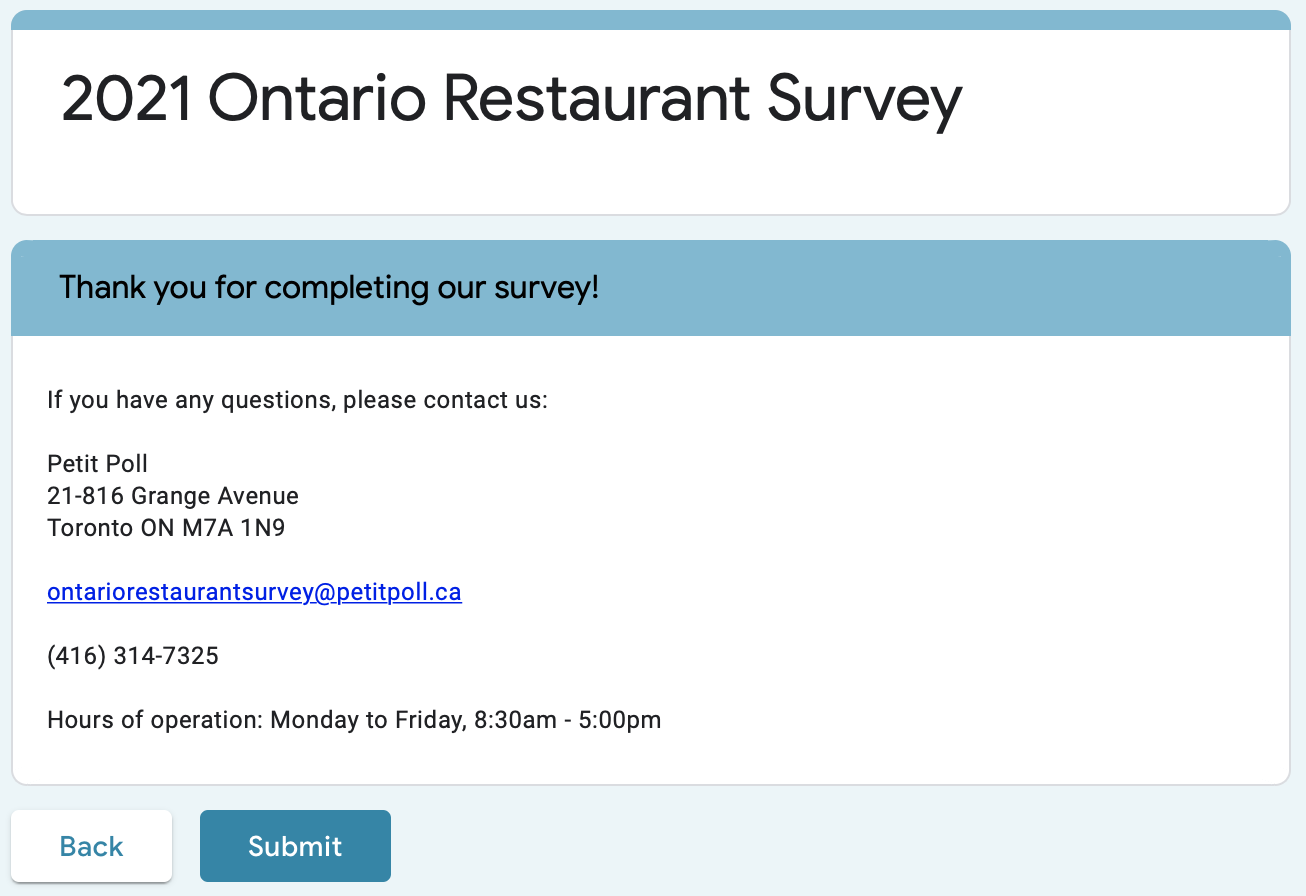 2021 Ontario Restaurant Survey
Thank you for completing our survey!
If you have any questions, please contact us:
Petit Poll
21-816 Grange Avenue
Toronto ON M7A 1N9
ontariorestaurantsurvey@petitpoll.ca
(416) 314-7325
Hours of operation: Monday to Friday, 8:30am - 5:00pm
Back
Submit